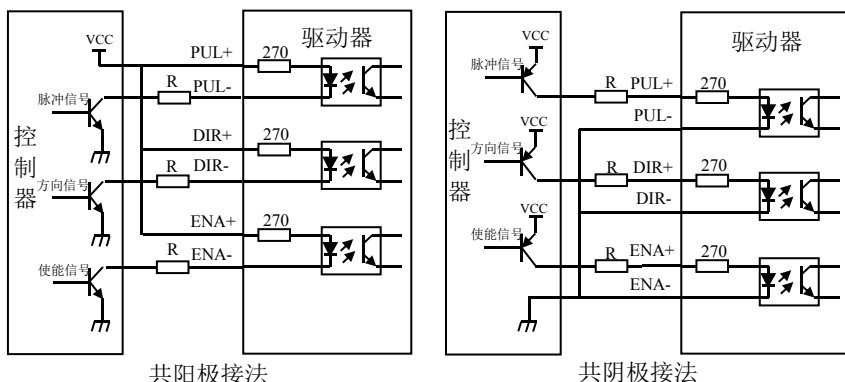 VCC
PUL+
270
驱动器
脉冲信号
R
PUL-
控制器
DIR+
270
方向信号
R
DIR-
ENA+
270
使能信号
R
ENA-
共阳极接法
VCC
驱动器
脉冲信号
R
PUL+
270
PUL-
控制器
VCC
方向信号
R
DIR+
270
DIR-
VCC
使能信号
R
ENA+
270
ENA-
共阴极接法